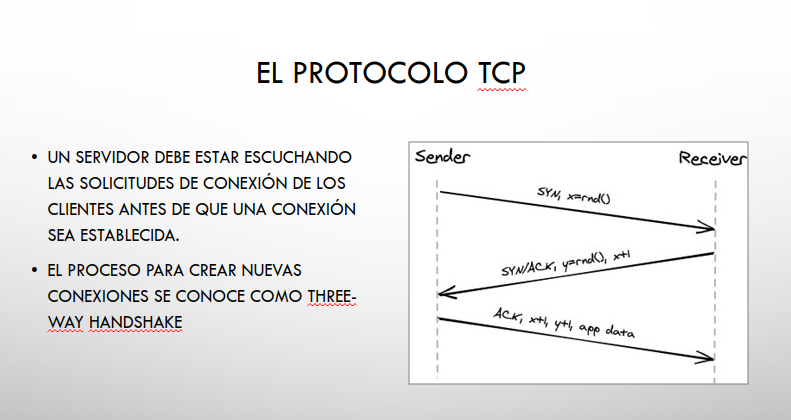 EL PROTOCOLO TCP
• UN SERVIDOR DEBE ESTAR ESCUCHANDO
LAS SOLICITUDES DE CONEXIÓN DE LOS
CLIENTES ANTES DE QUE UNA CONEXIÓN
SEA ESTABLECIDA.
• EL PROCESO PARA CREAR NUEVAS
CONEXIONES SE CONOCE COMO THREE-
WAY HANDSHAKE
Sender
Receiver
SYN, x=rnd()
SYN/ACK, y=rnd(), x+1
ACK, x+1, y+1, app data